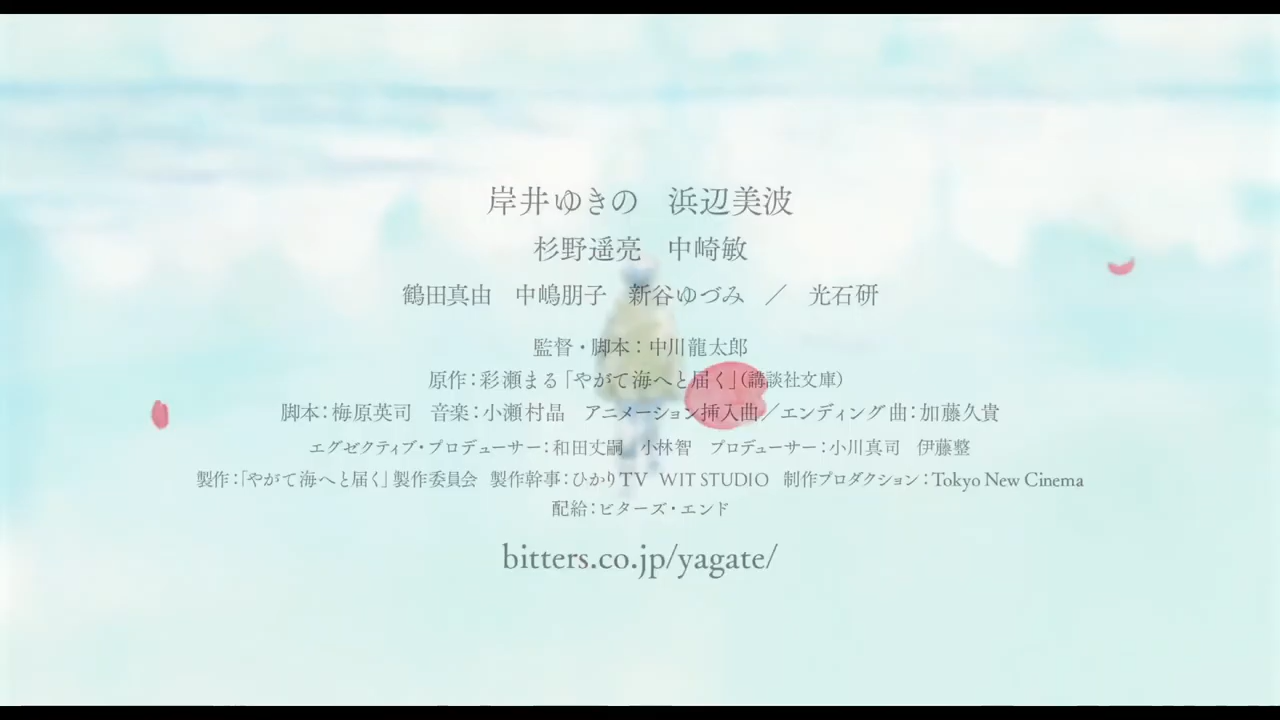 岸井ゆきの　浜辺美波
杉野遥亮　中崎敏
鶴田真由　中嶋朋子　新谷ゆづみ　／　光石研
監督・脚本：中川龍太郎
原作：彩瀬まる「やがて海へと届く」（講談社文庫）
脚本：梅原英司　音楽：小瀬村晶　アニメーション挿入曲／エンディング曲：加藤久貴
エグゼクティブ・プロデューサー：和田丈嗣　小林智　プロデューサー：小川真司　伊藤整
製作：「やがて海へと届く」製作委員会　製作幹事：ひかりTV　WIT STUDIO　制作プロダクション：Tokyo New Cinema
配給：ビターズ・エンド
bitters.co.jp/yagate/